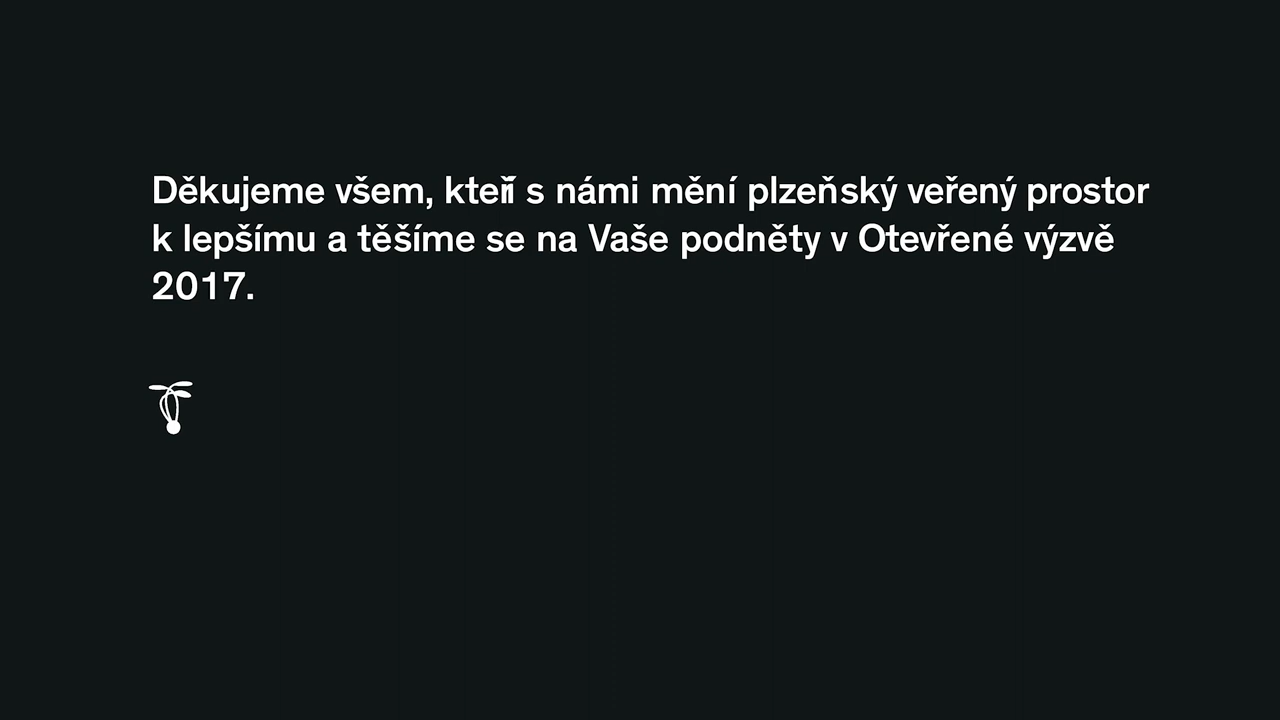 Děkujeme všem, kteří s námi mění plzeňský veřený prostor
k lepšímu a těšíme se na Vaše podněty v Otevřené výzvě
2017.